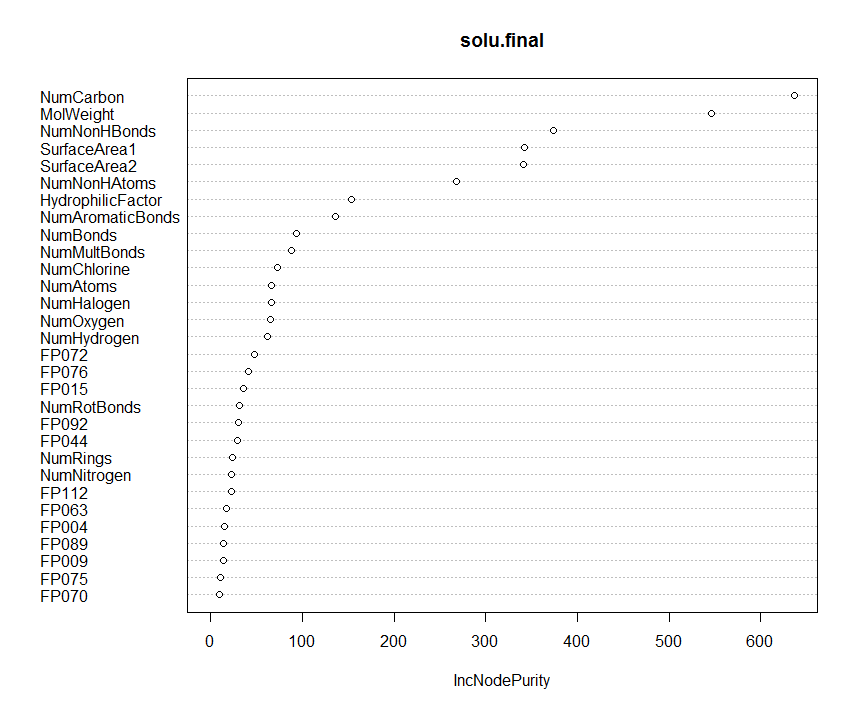 solu.final
NumCarbon
MolWeight
NumNonHBonds
SurfaceArea1
SurfaceArea2
NumNonHAtoms
HydrophilicFactor
NumAromaticBonds
NumBonds
NumMultBonds
NumChlorine
NumAtoms
NumHalogen
NumOxygen
NumHydrogen
FP072
FP076
FP015
NumRotBonds
FP092
FP044
NumRings
NumNitrogen
FP112
FP063
FP004
FP089
FP009
FP075
FP070
0 100 200 300 400 500 600
IncNodePurity